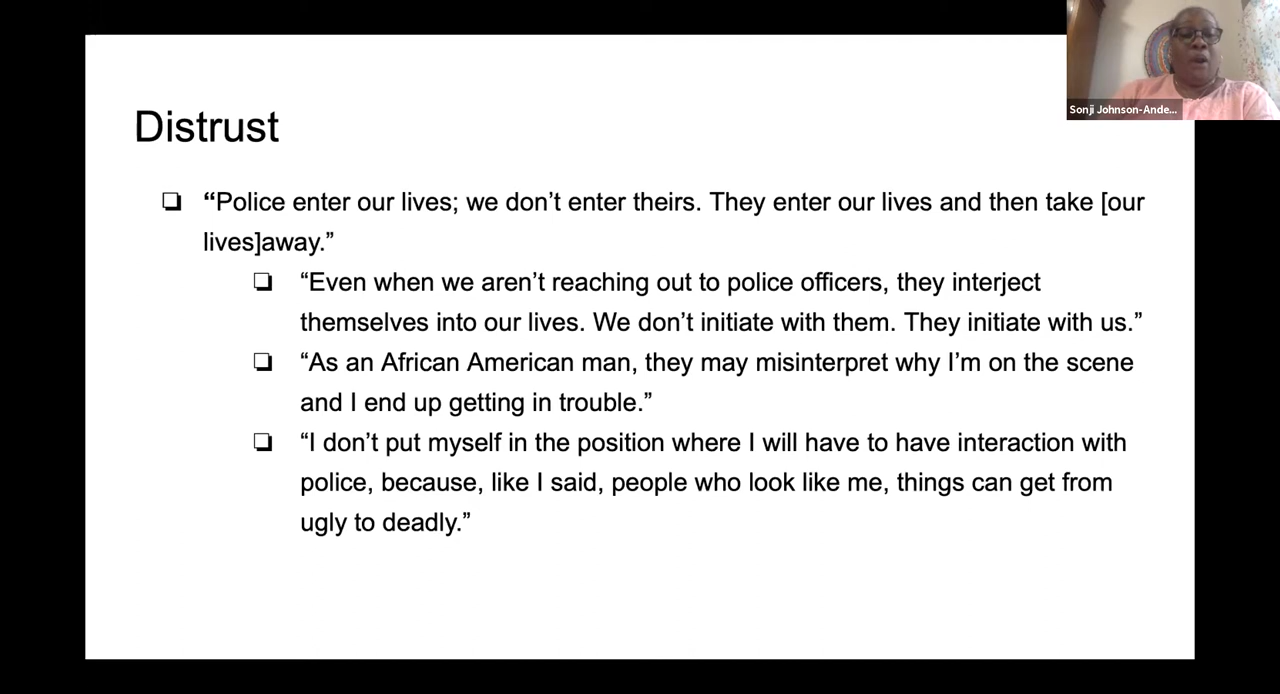 Sonji Johnson-Ande...
Distrust
“Police enter our lives; we don’t enter theirs. They enter our lives and then take [our
lives]away.”
“Even when we aren’t reaching out to police officers, they interject
themselves into our lives. We don’t initiate with them. They initiate with us.”
“As an African American man, they may misinterpret why I’m on the scene
and I end up getting in trouble.”
“I don’t put myself in the position where I will have to have interaction with
police, because, like I said, people who look like me, things can get from
ugly to deadly.”